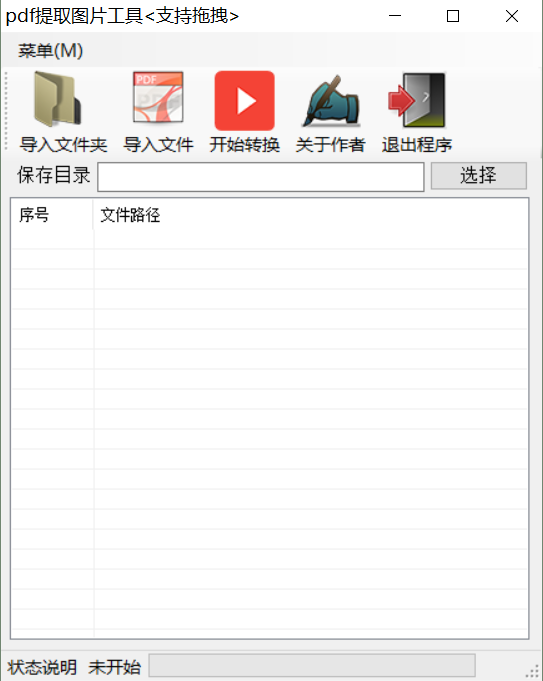 pdf提取图片工具<支持拖拽>
菜单(M)
PDF
导入文件夹 导入文件 开始转换 关于作者 退出程序
保存目录 选择
序号 文件路径
状态说明 未开始